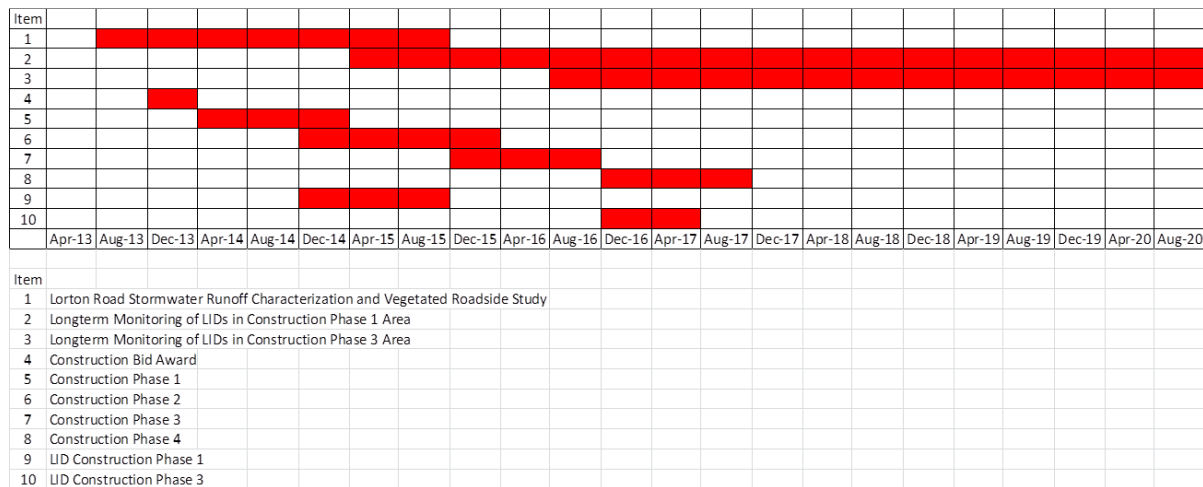 Item
1
2
3
4
5
6
7
8
9
10
Apr-13 Aug-13 Dec-13 Apr-14 Aug-14 Dec-14 Apr-15 Aug-15 Dec-15 Apr-16 Aug-16 Dec-16 Apr-17 Aug-17 Dec-17 Apr-18 Aug-18 Dec-18 Apr-19 Aug-19 Dec-19 Apr-20 Aug-20
Item
1 Lorton Road Stormwater Runoff Characterization and Vegetated Roadside Study
2 Longterm Monitoring of LIDs in Construction Phase 1 Area
3 Longterm Monitoring of LIDs in Construction Phase 3 Area
4 Construction Bid Award
5 Construction Phase 1
6 Construction Phase 2
7 Construction Phase 3
8 Construction Phase 4
9 LID Construction Phase 1
10 LID Construction Phase 3